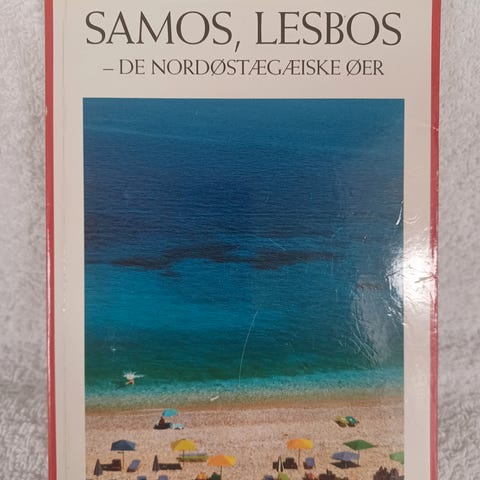 SAMOS, LESBOS
– DE NORDØSTÆGÆISKE ØER